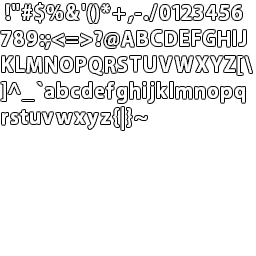 !"#$%&'()*+,-./0123456
789:;<=>?@ABCDEFGHIJ
KLMNOPQRSTUVWXYZ[\
]^_`abcdefghijklmnopq
rstuvwxyz{|}~